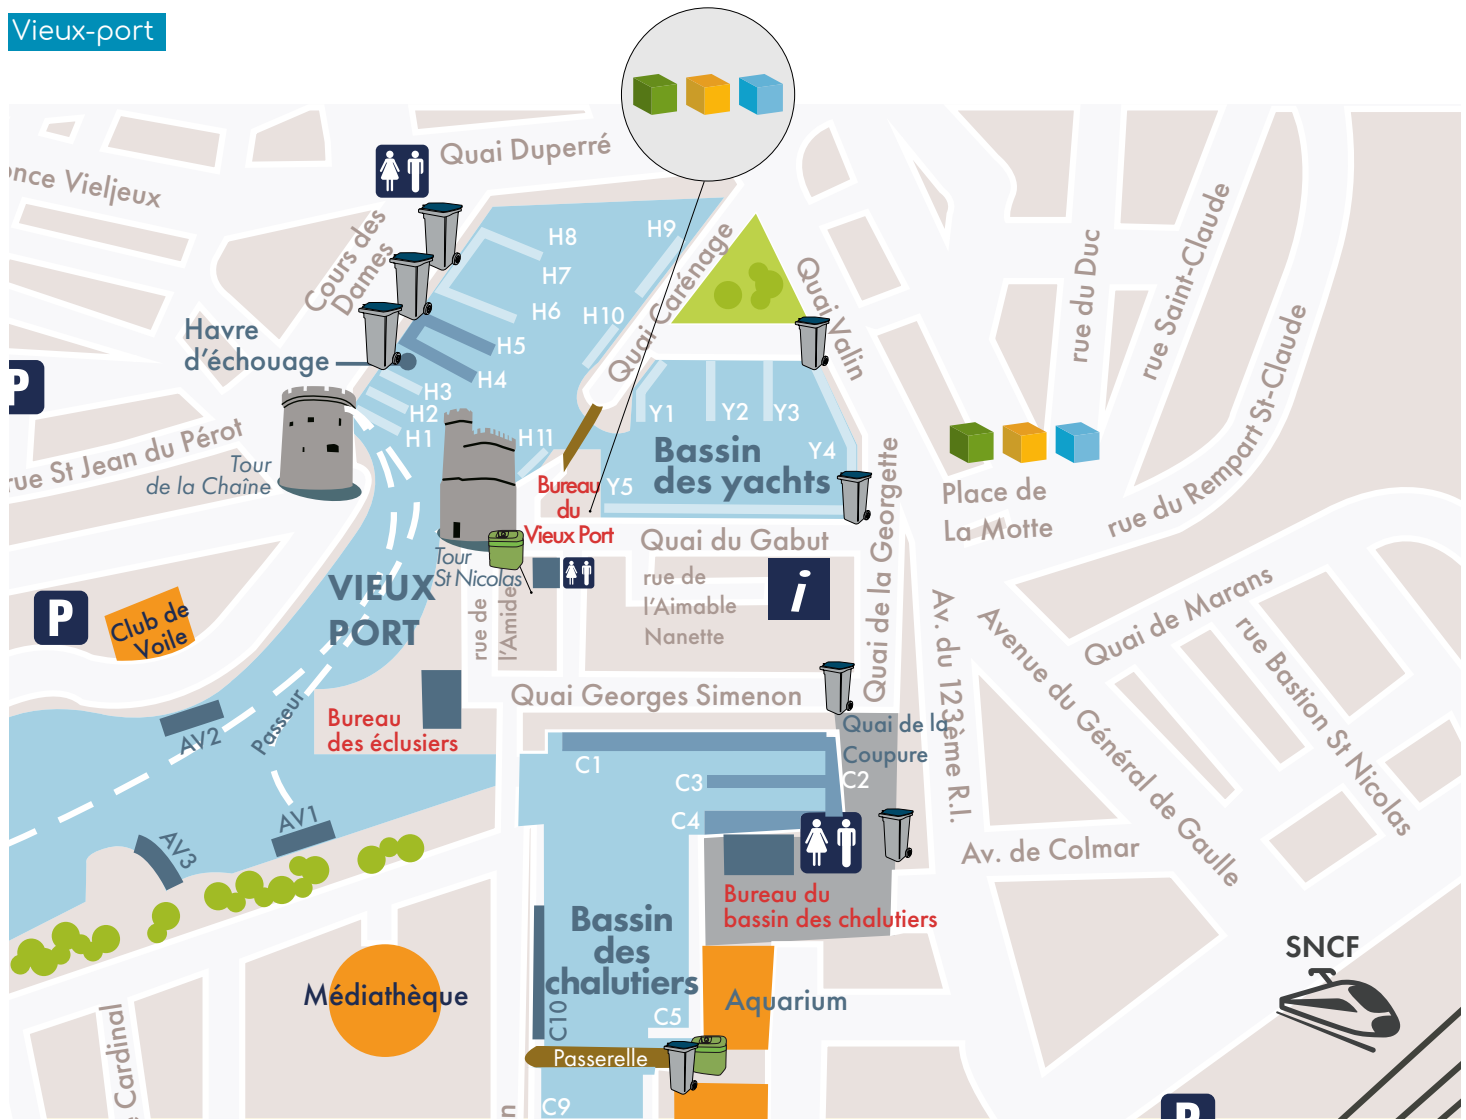 Vieux-port
Quai Duperré
once Vieljeux
Cours des
Dames
H8
H9
H7
H6
H10
H5
H4
H3
H2
H1
H11
Havre
d'échouage
Quai Carénage
Quai Valin
rue du Duc
rue Saint-Claude
rue du Rempart St-Claude
P
rue St Jean du Pérot
Tour
de la Chaîne
Y1
Y2
Y3
Y4
Y5
Bassin
des yachts
Bureau
du
Vieux Port
Place de
La Motte
Quai du Gabut
Quai de la Georgette
Tour
St Nicolas
VIEUX
PORT
rue de
l'Amide
rue de
l'Aimable
Nanette
i
P
Club de
Voile
Av. du 123ème R.I.
Avenue du Général de Gaulle
Quai de Marans
rue Bastion St Nicolas
Quai Georges Simenon
Bureau
des éclusiers
Quai de la
Coupure
AV2
Passeur
AV1
AV3
C1
C3
C2
C4
Av. de Colmar
Bureau du
bassin des chalutiers
Bassin
des
chalutiers
SNCF
Médiathèque
Aquarium
C10
C5
Passerelle
Cardinal
C9
n
P